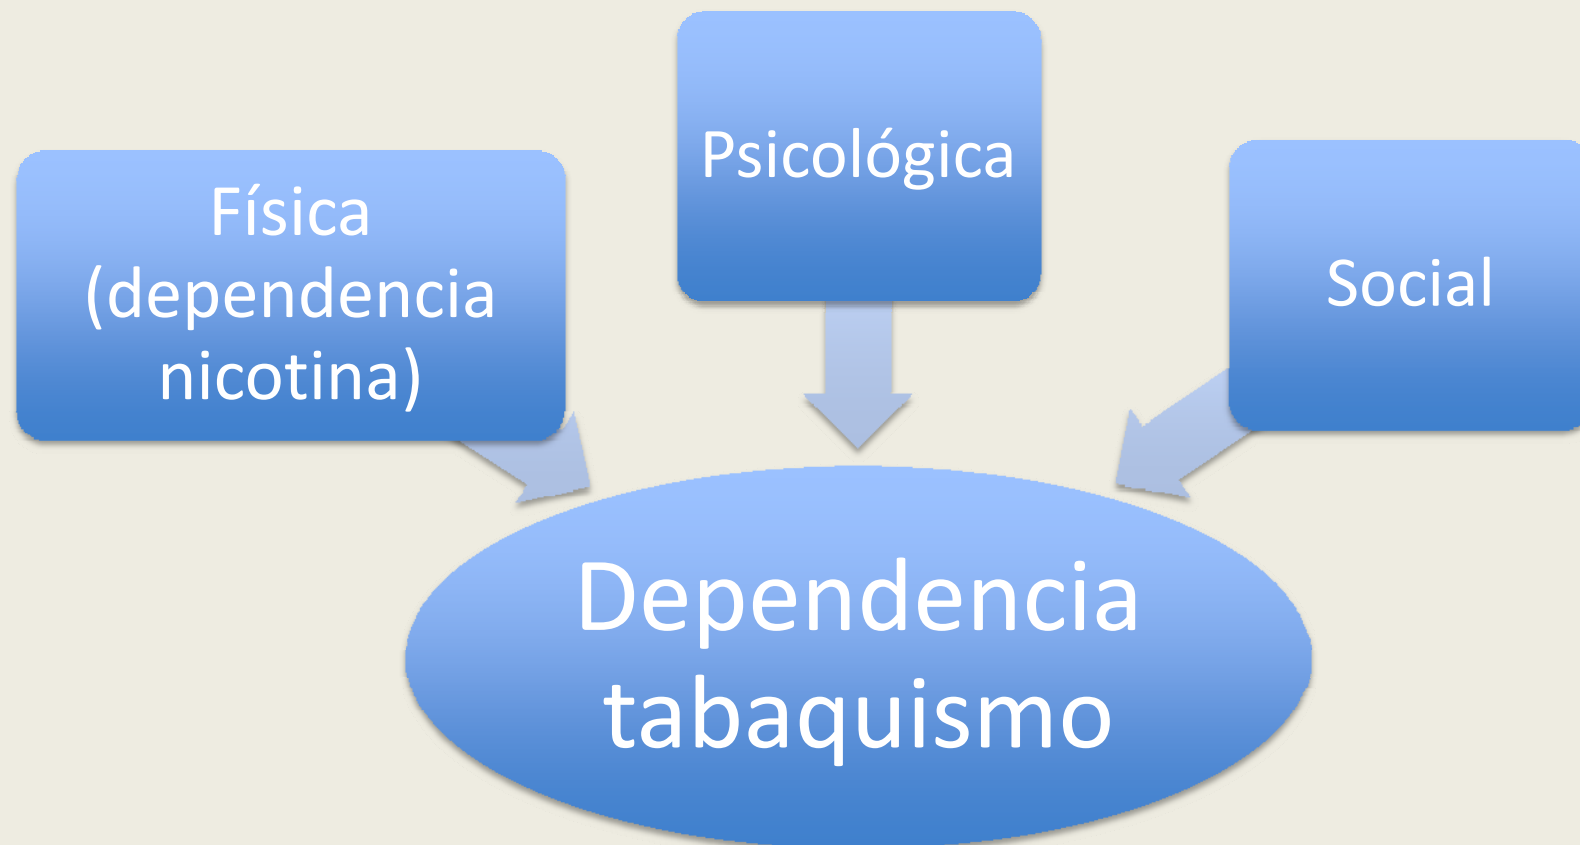 Física
(dependencia
nicotina)
Psicológica
Social
Dependencia
tabaquismo